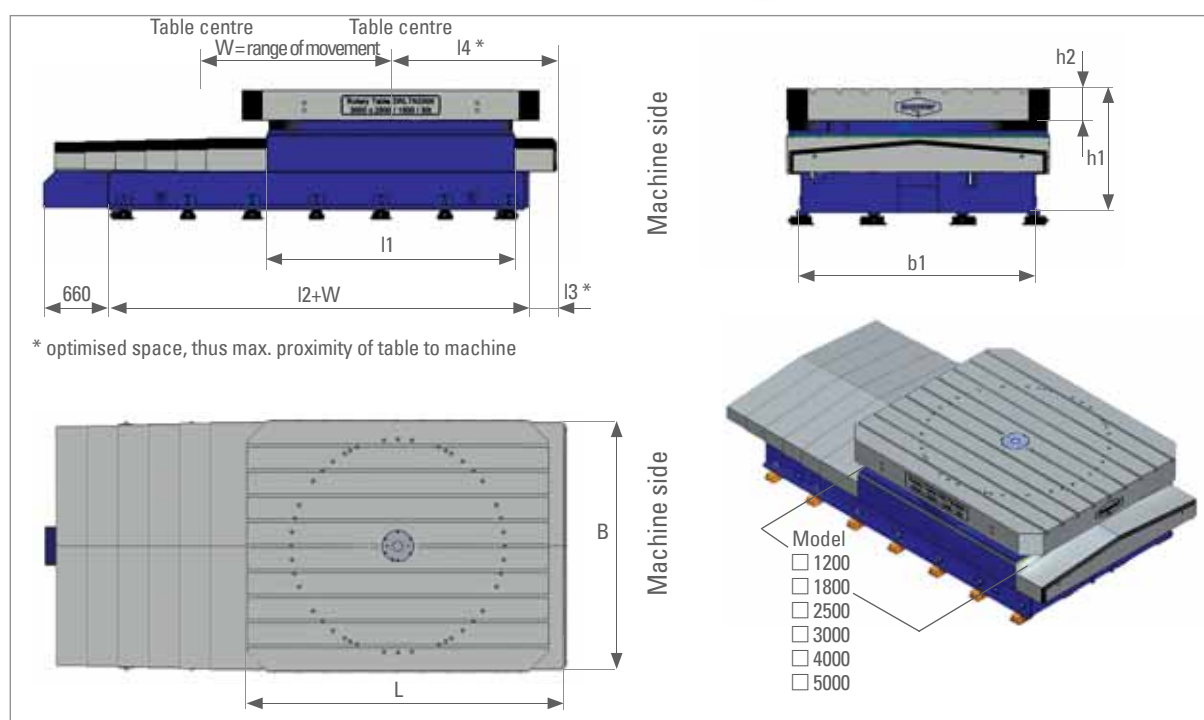 Table centre
Table centre
W=range of movement
l4 *
h2
h1
Machine side
l1
b1
660
l2+W
l3 *
* optimised space, thus max. proximity of table to machine
B
Machine side
L
Model
1200
1800
2500
3000
4000
5000